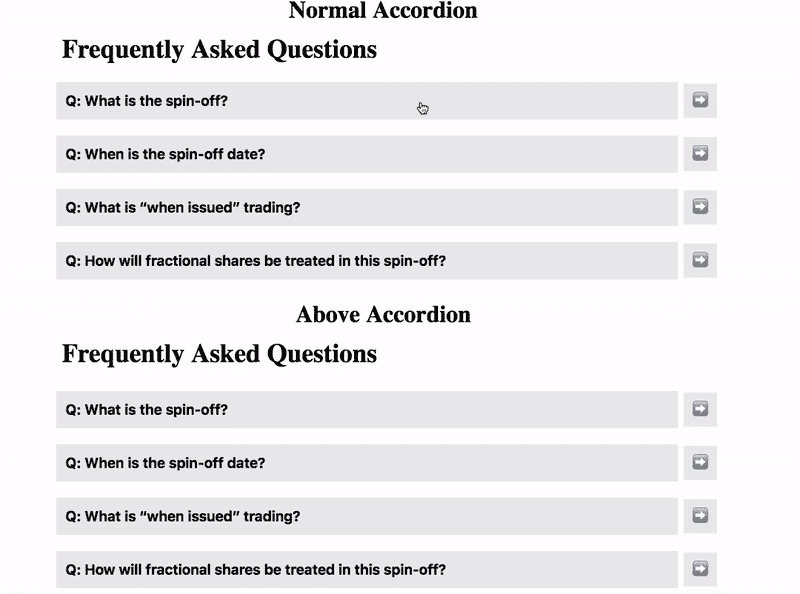 Normal Accordion
Frequently Asked Questions
Q: What is the spin-off?
Q: When is the spin-off date?
Q: What is “when issued” trading?
Q: How will fractional shares be treated in this spin-off?
Above Accordion
Frequently Asked Questions
Q: What is the spin-off?
Q: When is the spin-off date?
Q: What is “when issued” trading?
Q: How will fractional shares be treated in this spin-off?